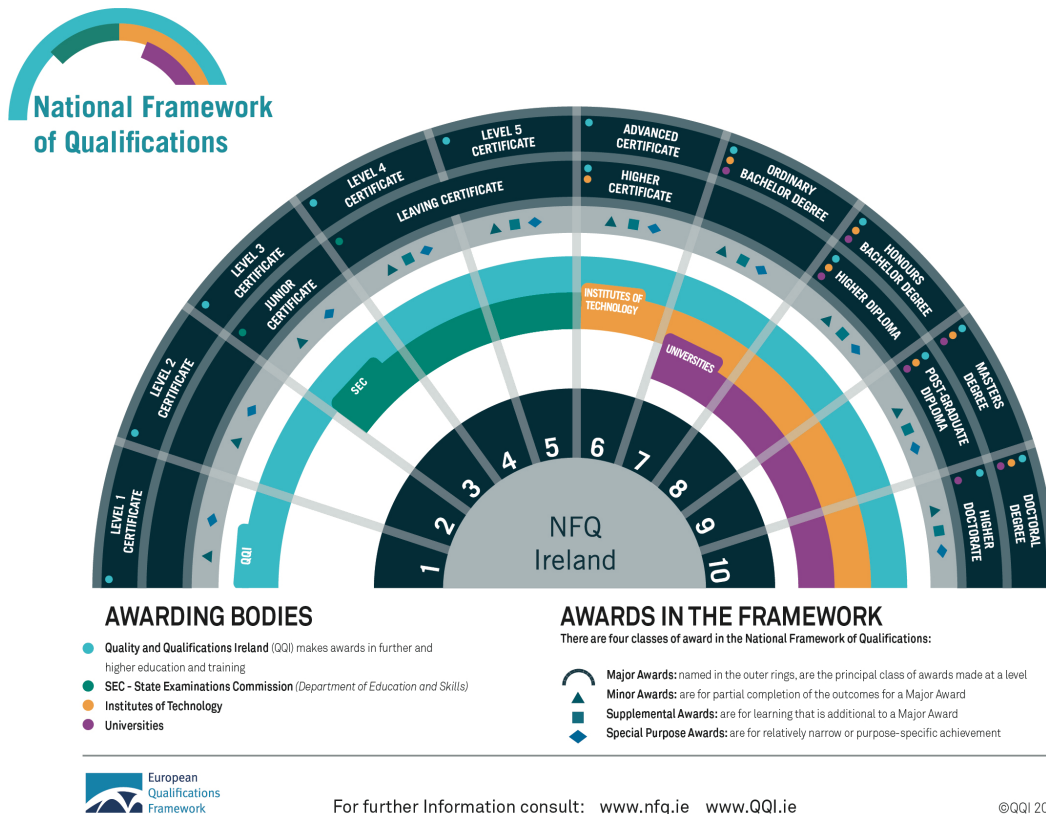 National Framework
of Qualifications
LEVEL 1
CERTIFICATE
LEVEL 2
CERTIFICATE
LEVEL 3
CERTIFICATE
LEVEL 4
CERTIFICATE
LEVEL 5
CERTIFICATE
ADVANCED
CERTIFICATE
ORDINARY
BACHELOR DEGREE
HONOURS
BACHELOR DEGREE
MASTERS
DEGREE
DOCTORAL
DEGREE
JUNIOR
CERTIFICATE
LEAVING CERTIFICATE
HIGHER
CERTIFICATE
HIGHER DIPLOMA
POST-GRADUATE
DIPLOMA
HIGHER
DOCTORATE
QQI
SEC
INSTITUTES OF
TECHNOLOGY
UNIVERSITIES
1
2
3
4
5
6
7
8
9
10
NFQ
Ireland
AWARDING BODIES
Quality and Qualifications Ireland (QQI) makes awards in further and
higher education and training
SEC - State Examinations Commission (Department of Education and Skills)
Institutes of Technology
Universities
AWARDS IN THE FRAMEWORK
There are four classes of award in the National Framework of Qualifications:
Major Awards: named in the outer rings, are the principal class of awards made at a level
Minor Awards: are for partial completion of the outcomes for a Major Award
Supplemental Awards: are for learning that is additional to a Major Award
Special Purpose Awards: are for relatively narrow or purpose-specific achievement
European
Qualifications
Framework
For further Information consult: www.nfq.ie www.QQI.ie
©QQI 20